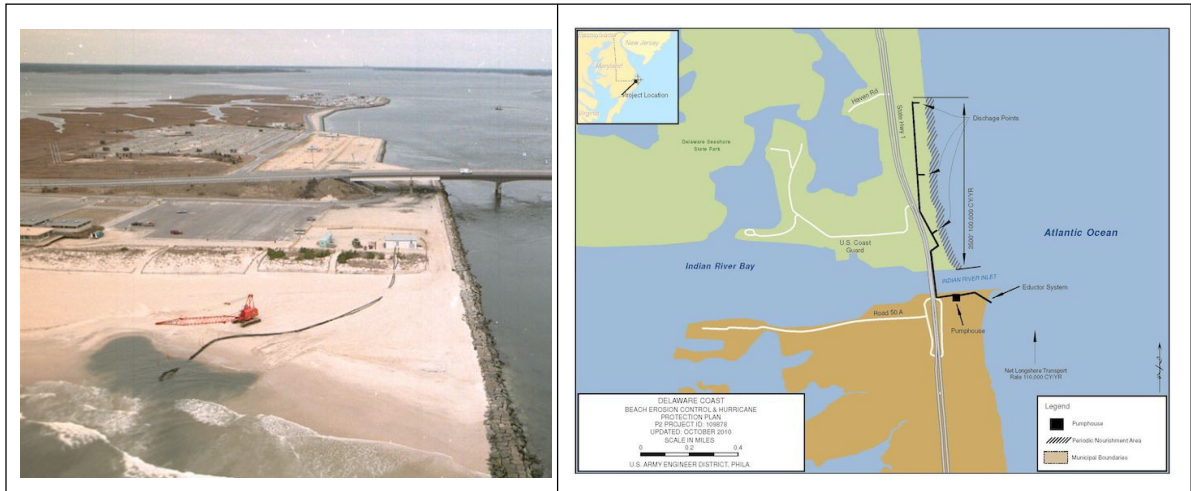 Pennsylvania
New Jersey
Maryland
Project Location
Haven Rd
State Hwy 1
Dischage Points
Delaware Seashore
State Park
3500' 100,000 CY/YR
Atlantic Ocean
U.S. Coast
Guard
Indian River Bay
INDIAN RIVER INLET
Eductor System
Road 50 A
Pumphouse
Net Longshore Transport
Rate 110,000 CY/YR
DELAWARE COAST
BEACH EROSION CONTROL & HURRICANE
PROTECTION PLAN
P2 PROJECT ID: 109878
UPDATED: OCTOBER 2010
SCALE IN MILES
0 0.2 0.4
U.S. ARMY ENGINEER DISTRICT, PHILA.
Legend
Pumphouse
Periodic Nourishment Area
Municipal Boundaries